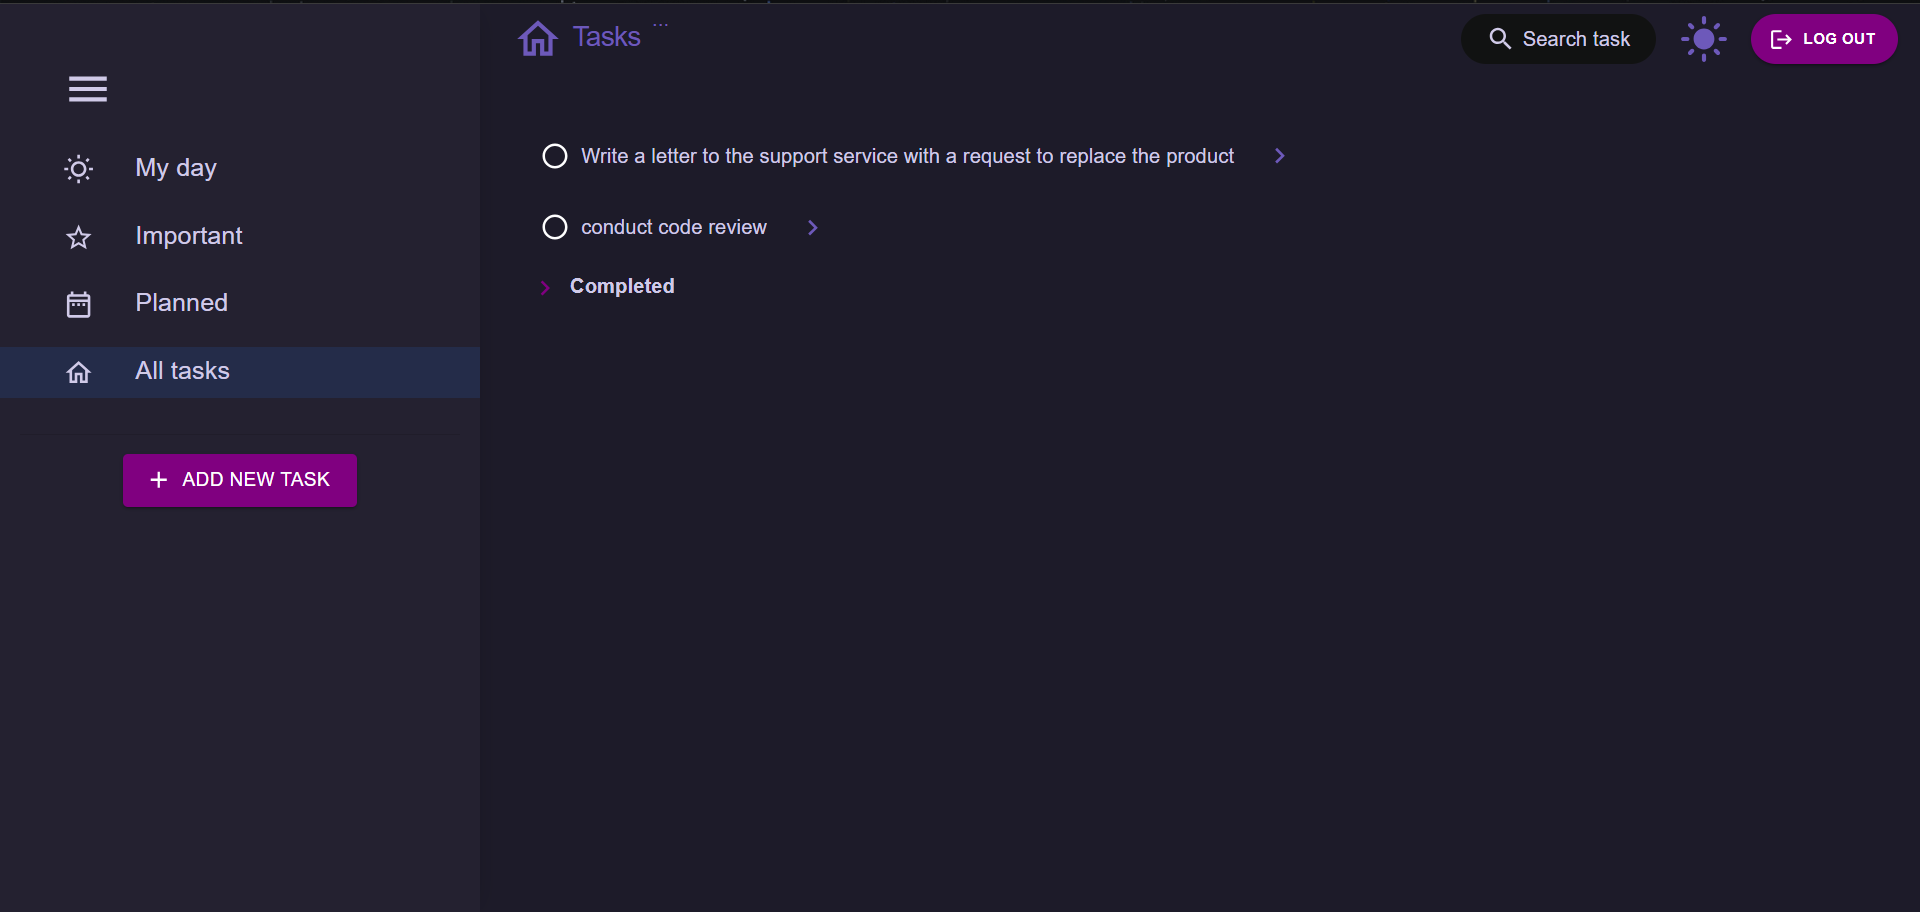 Tasks ...
Search task
LOG OUT
My day
Important
Planned
All tasks
ADD NEW TASK
Write a letter to the support service with a request to replace the product
conduct code review
Completed